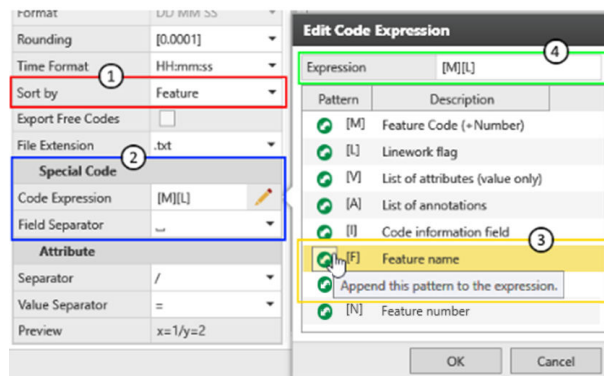 Format DD MM SS
Rounding [0.0001]
Time Format HH:mm:ss
1
Sort by Feature
Export Free Codes
File Extension .txt
2
Special Code
Code Expression [M][L]
Field Separator ⎵
Attribute
Separator /
Value Separator =
Preview x=1/y=2
Edit Code Expression
4
Expression [M][L]
Pattern Description
[M] Feature Code (+Number)
[L] Linework flag
[V] List of attributes (value only)
[A] List of annotations
[I] Code information field
3
[F] Feature name
Append this pattern to the expression.
[N] Feature number
OK Cancel